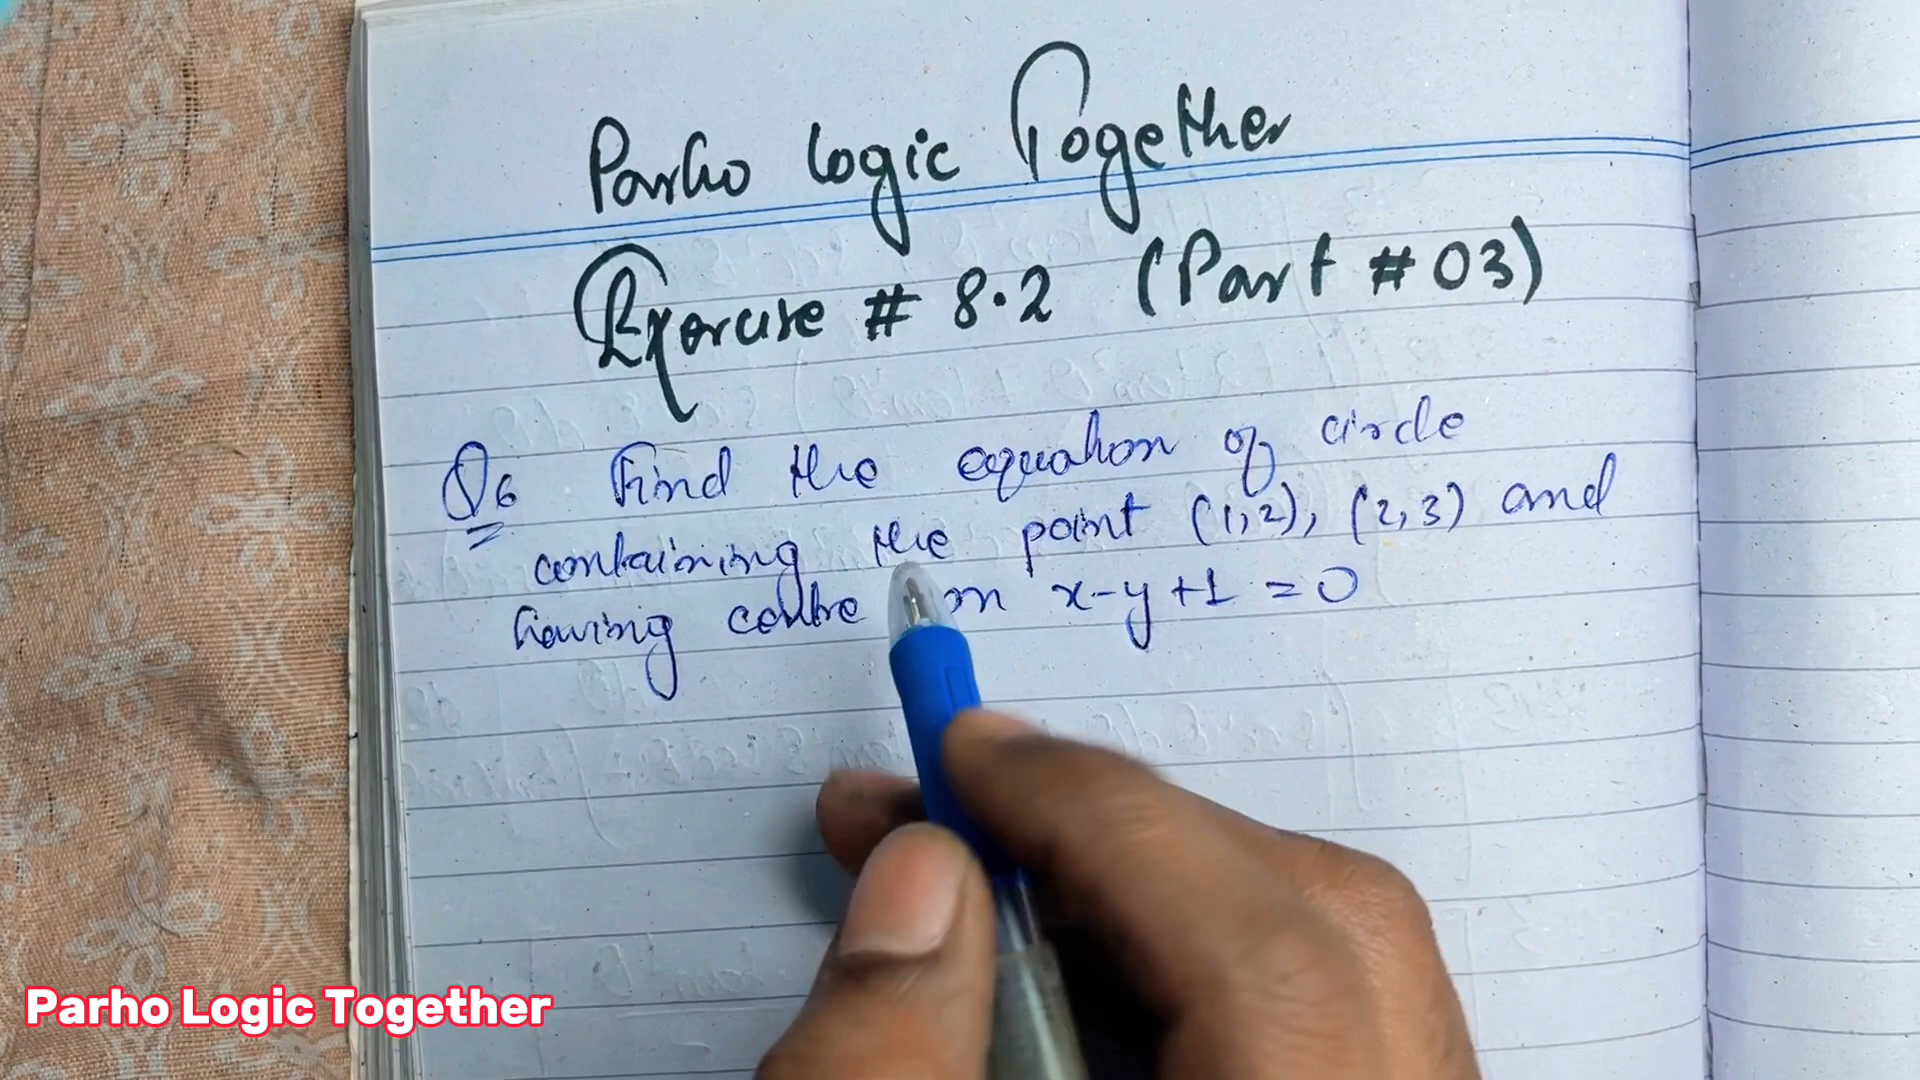 Parho Logic Together
Exercise # 8.2 (Part # 03)
Q6 Find the equation of circle
containing the point (1,2), (2,3) and
having centre on x-y+1=0
Parho Logic Together